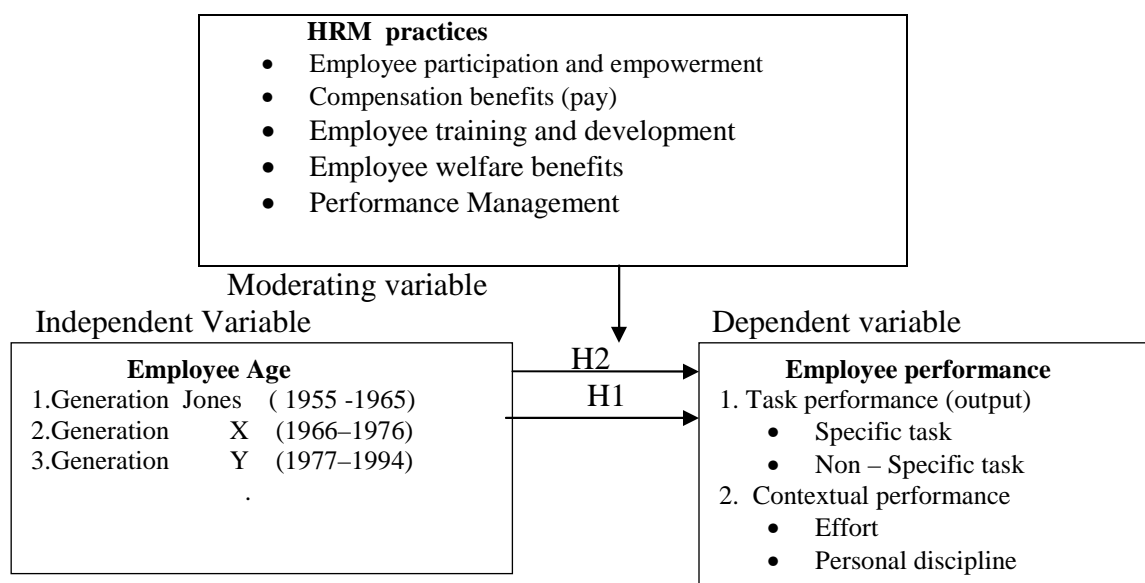 HRM practices
• Employee participation and empowerment
• Compensation benefits (pay)
• Employee training and development
• Employee welfare benefits
• Performance Management
Moderating variable
Independent Variable
Dependent variable
Employee Age
1.Generation Jones ( 1955 -1965)
2.Generation X (1966–1976)
3.Generation Y (1977–1994)
.
H2
H1
Employee performance
1. Task performance (output)
• Specific task
• Non – Specific task
2. Contextual performance
• Effort
• Personal discipline